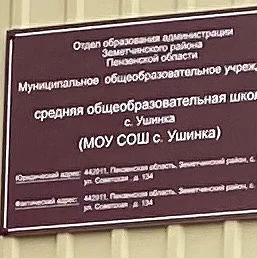 Отдел образования администрации
Земетчинского района
Пензенской области
Муниципальное общеобразовательное учреж
средняя общеобразовательная шко
с. Ушинка
(МОУ СОШ с. Ушинка)
Юридический адрес: 442011, Пензенская область, Земетчинский район, с.
ул. Советская , д. 134
Фактический адрес: 442011, Пензенская область, Земетчинский район, с.
ул. Советская , д. 134